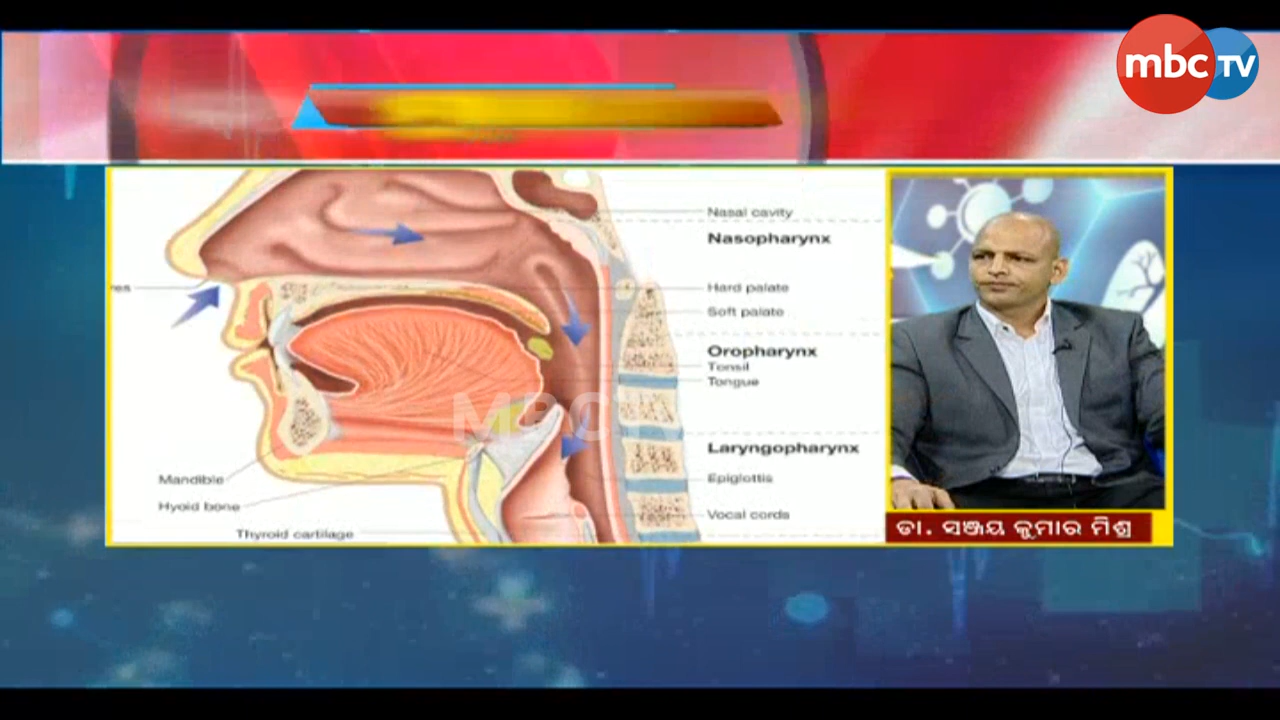 mbc TV
Nasal cavity
Nasopharynx
Hard palate
Soft palate
Oropharynx
Tonsil
Tongue
Laryngopharynx
Epiglottis
Vocal cords
Mandible
Hyoid bone
Thyroid cartilage
ଡା. ସଞ୍ଜୟ କୁମାର ମିଶ୍ର